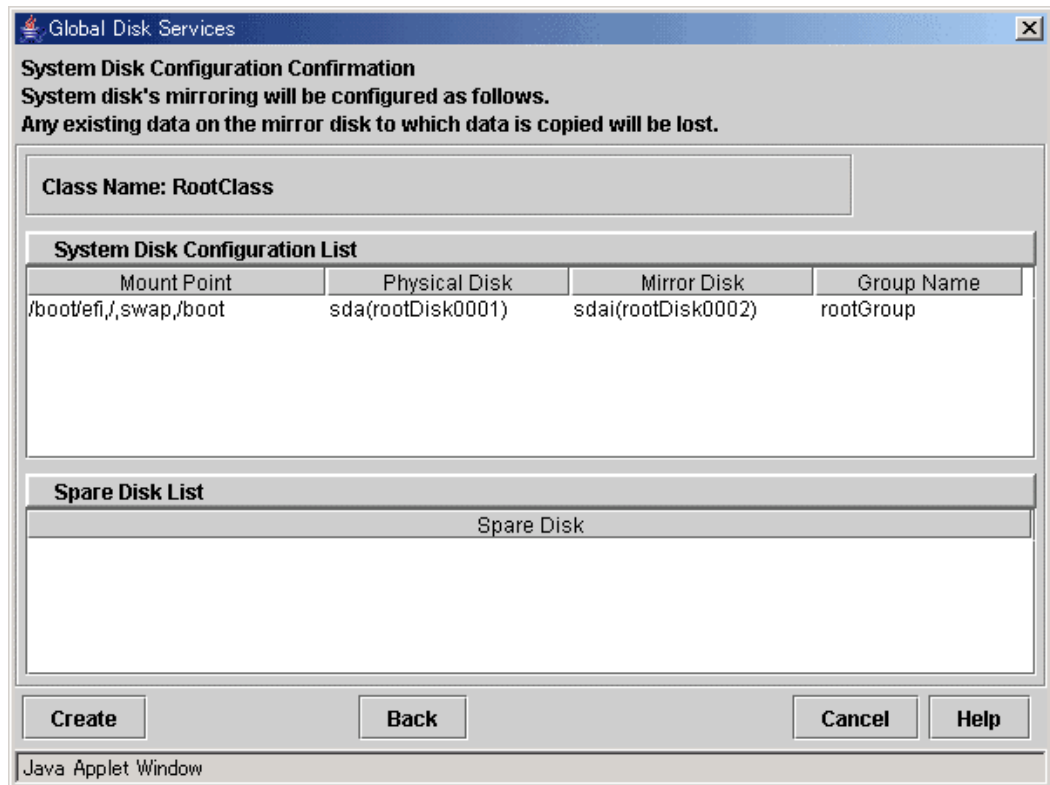 Global Disk Services
System Disk Configuration Confirmation
System disk's mirroring will be configured as follows.
Any existing data on the mirror disk to which data is copied will be lost.
Class Name: RootClass
System Disk Configuration List
Mount Point Physical Disk Mirror Disk Group Name
/boot/efi,/,swap,/boot sda(rootDisk0001) sdai(rootDisk0002) rootGroup
Spare Disk List
Spare Disk
Create Back Cancel Help
Java Applet Window